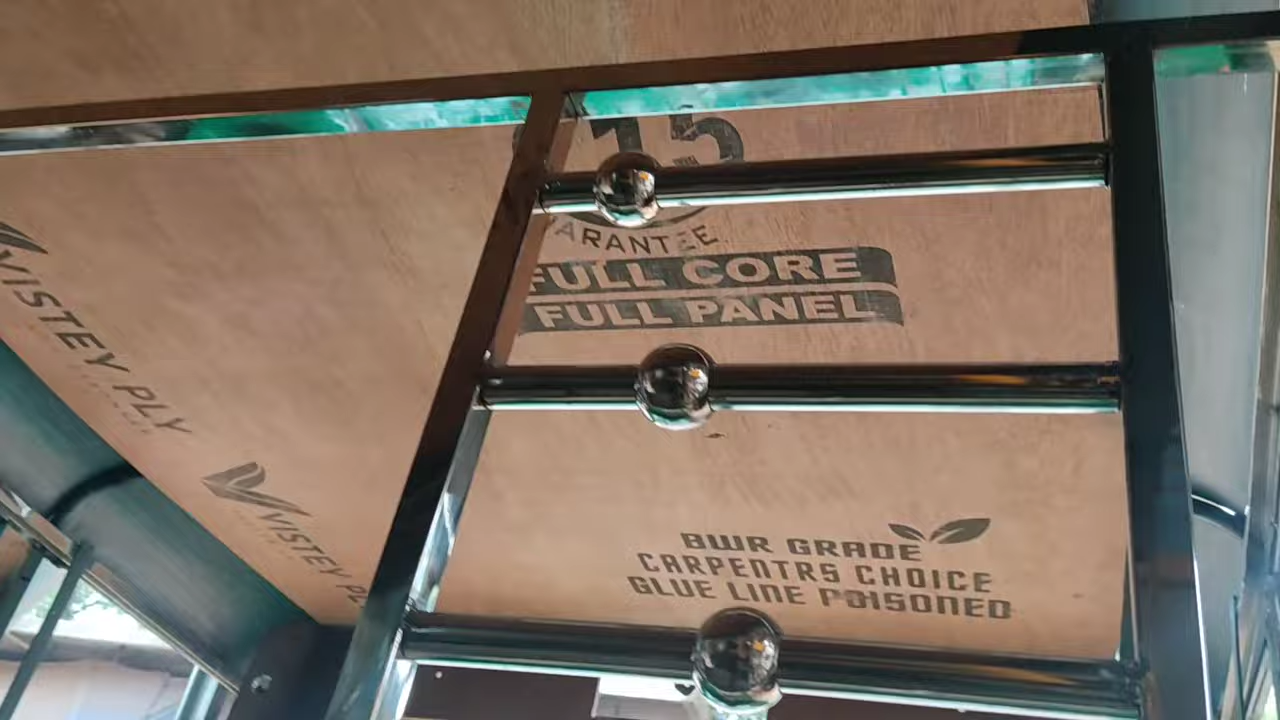 15
ARANTEE
FULL CORE
FULL PANEL
VISTEY PLY
VISTEY PL
BWR GRADE
CARPENTRS CHOICE
GLUE LINE POISONED